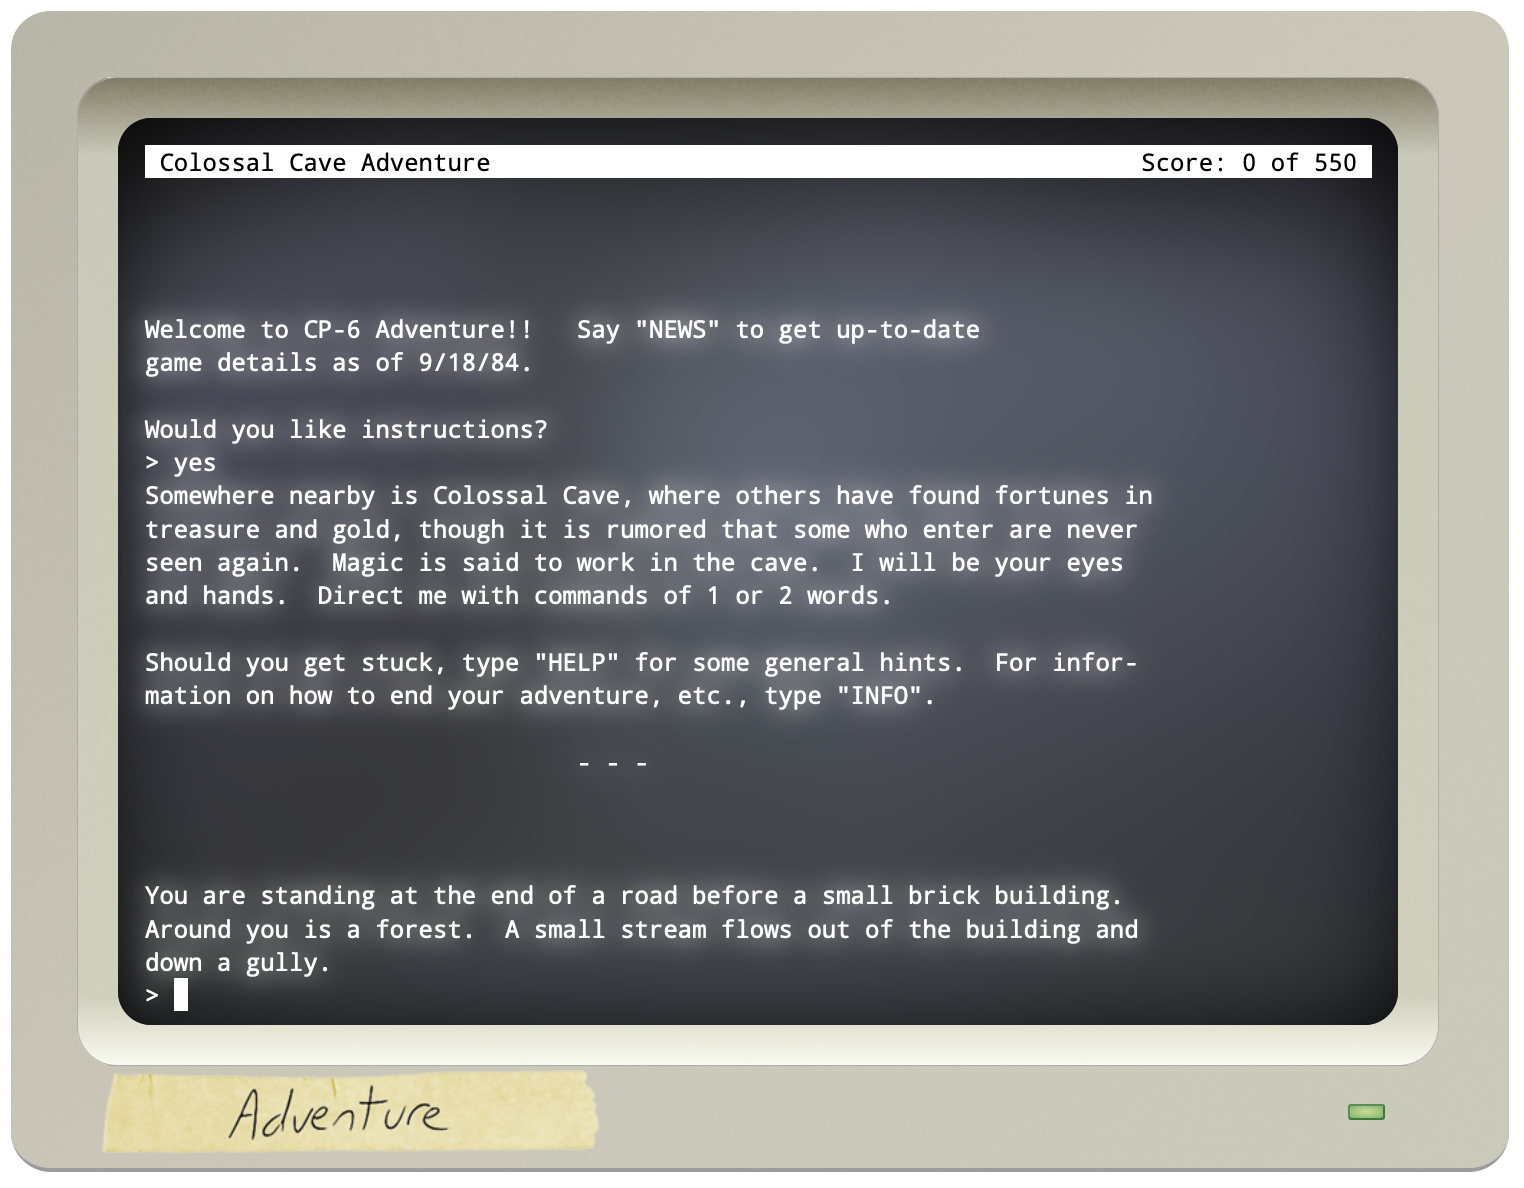 Colossal Cave Adventure Score: 0 of 550
Welcome to CP-6 Adventure!!   Say "NEWS" to get up-to-date
game details as of 9/18/84.
Would you like instructions?
> yes
Somewhere nearby is Colossal Cave, where others have found fortunes in
treasure and gold, though it is rumored that some who enter are never
seen again.  Magic is said to work in the cave.  I will be your eyes
and hands.  Direct me with commands of 1 or 2 words.
Should you get stuck, type "HELP" for some general hints.  For infor-
mation on how to end your adventure, etc., type "INFO".
- - -
You are standing at the end of a road before a small brick building.
Around you is a forest.  A small stream flows out of the building and
down a gully.
>
Adventure